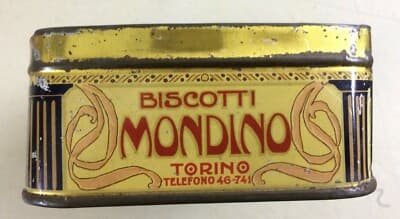 BISCOTTI
MONDINO
TORINO
TELEFONO 46-741